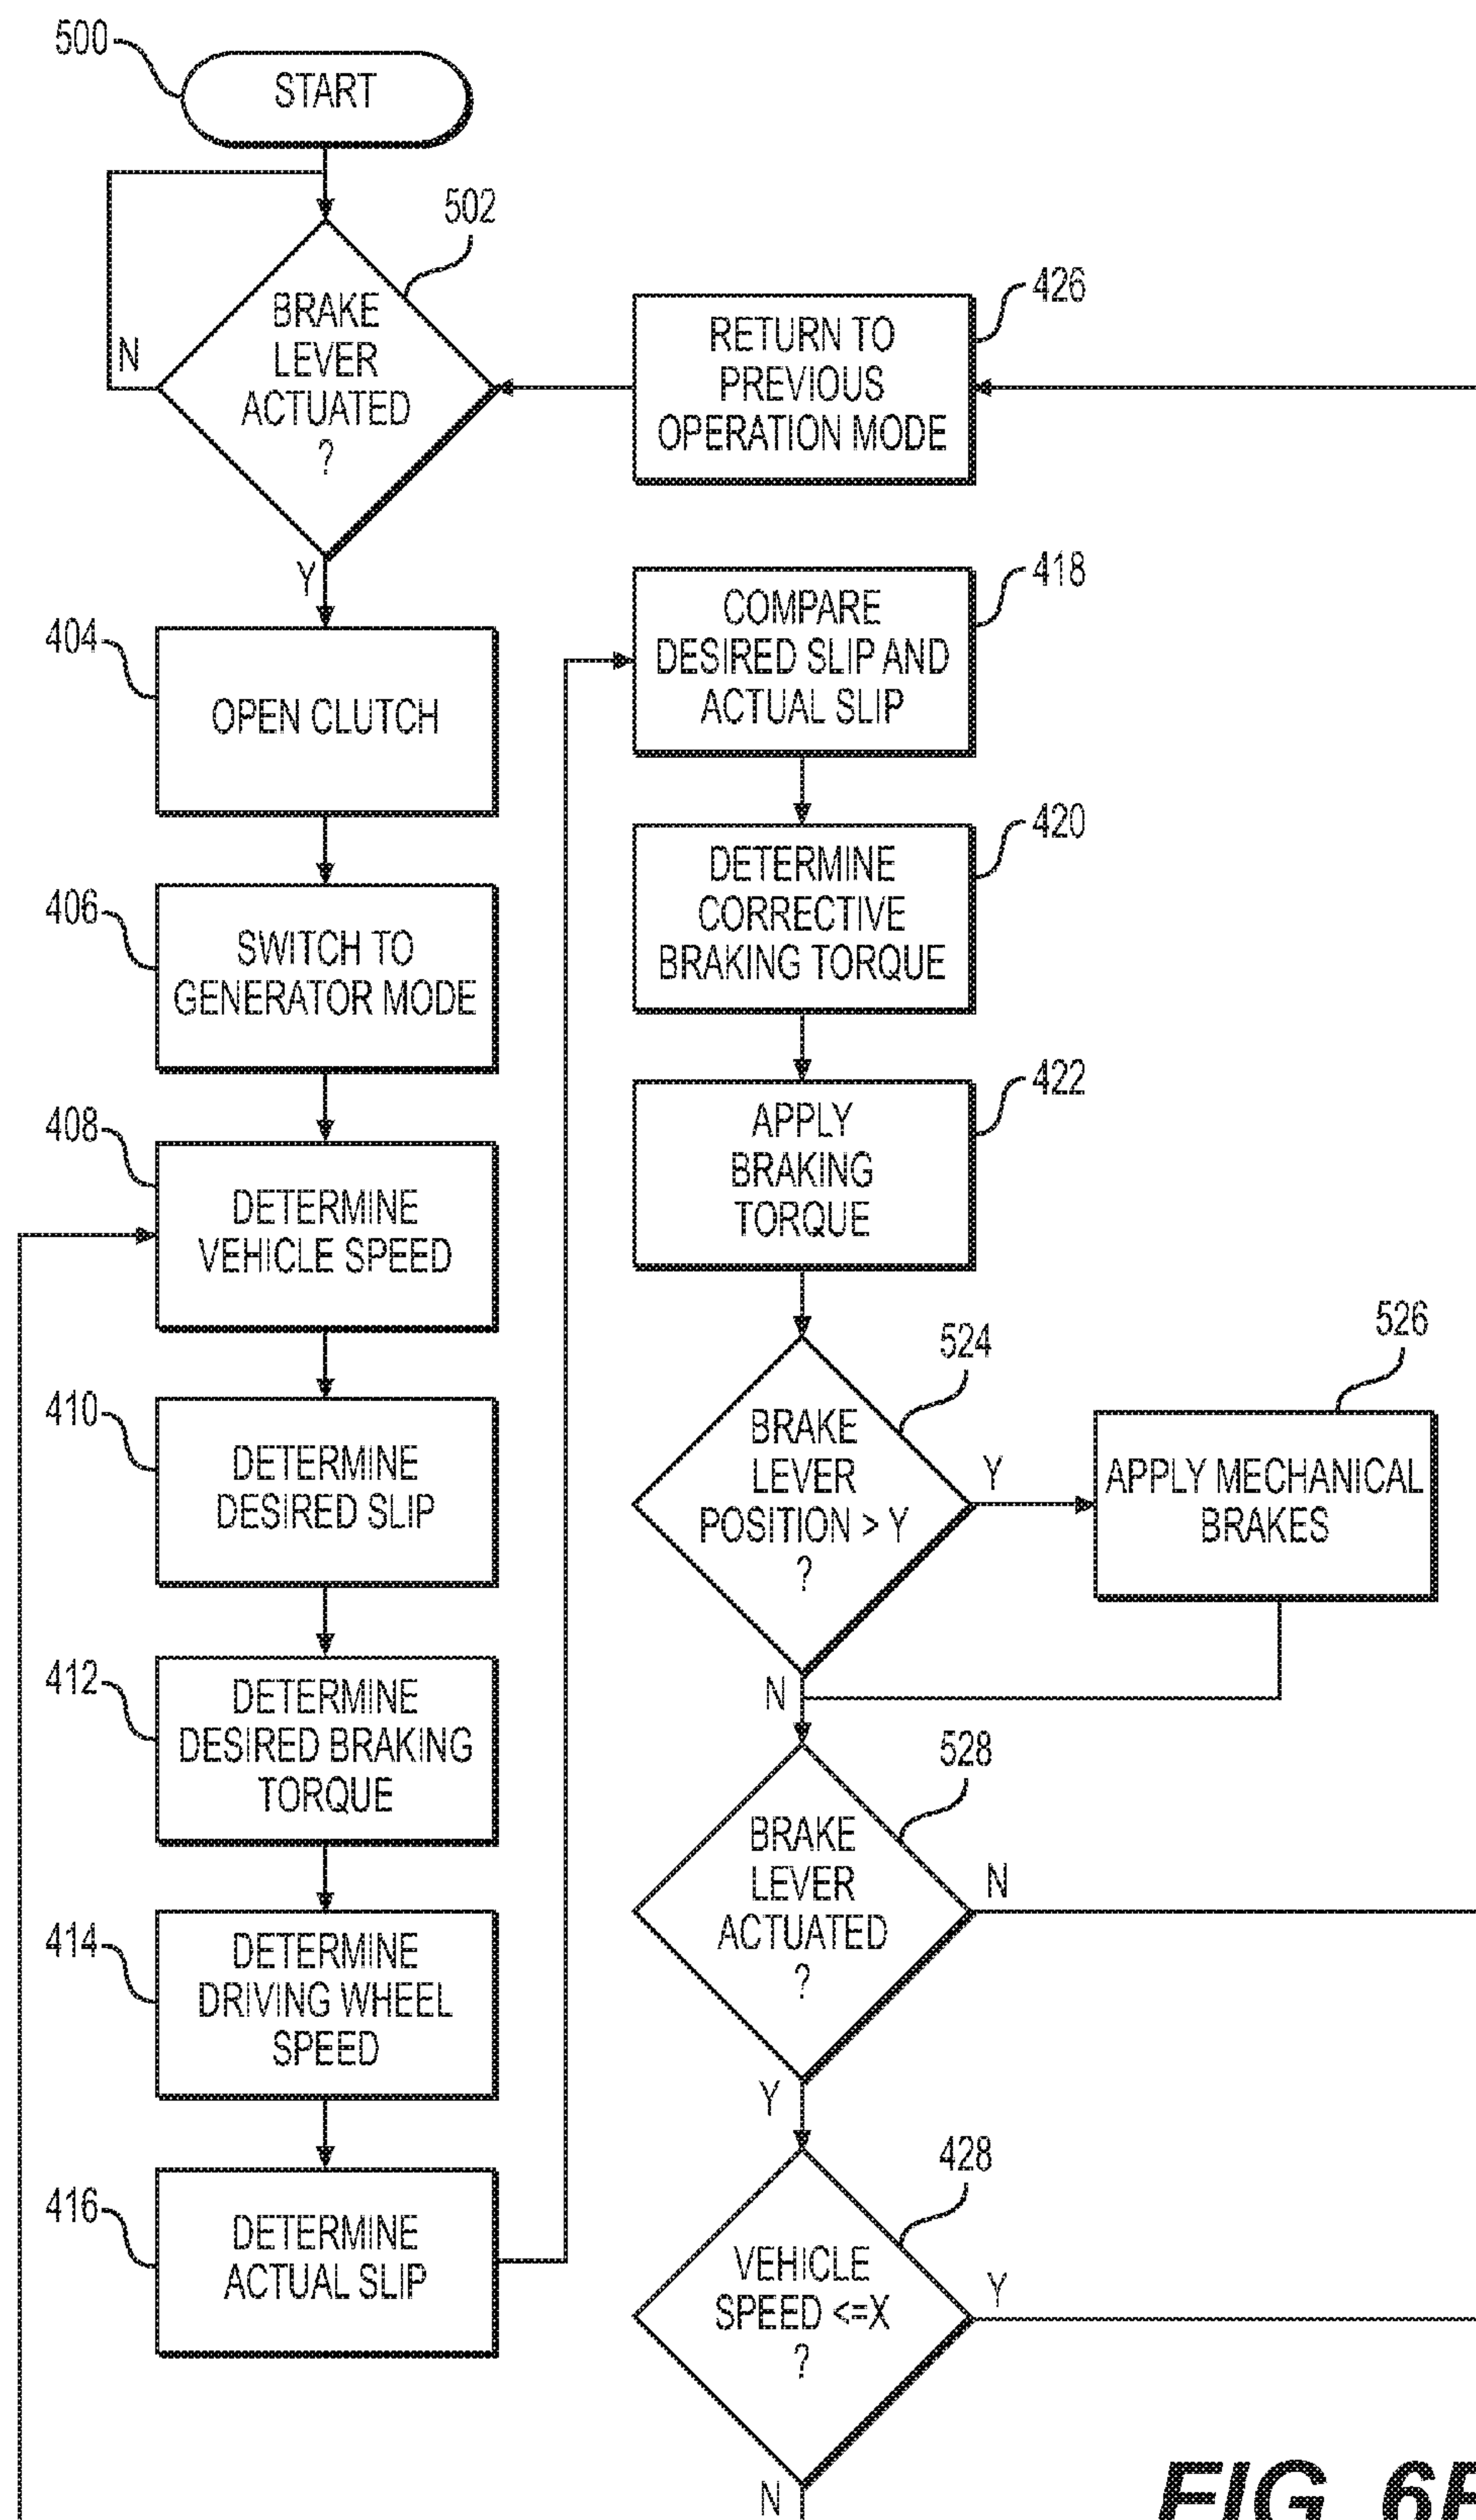 500
START
502
BRAKE
LEVER
ACTUATED
?
N
Y
426
RETURN TO
PREVIOUS
OPERATION MODE
404
OPEN CLUTCH
406
SWITCH TO
GENERATOR MODE
408
DETERMINE
VEHICLE SPEED
410
DETERMINE
DESIRED SLIP
412
DETERMINE
DESIRED BRAKING
TORQUE
414
DETERMINE
DRIVING WHEEL
SPEED
416
DETERMINE
ACTUAL SLIP
418
COMPARE
DESIRED SLIP AND
ACTUAL SLIP
420
DETERMINE
CORRECTIVE
BRAKING TORQUE
422
APPLY
BRAKING
TORQUE
524
BRAKE
LEVER
POSITION > Y
?
Y
N
526
APPLY MECHANICAL
BRAKES
528
BRAKE
LEVER
ACTUATED
?
N
Y
428
VEHICLE
SPEED <=X
?
Y
N
FIG.